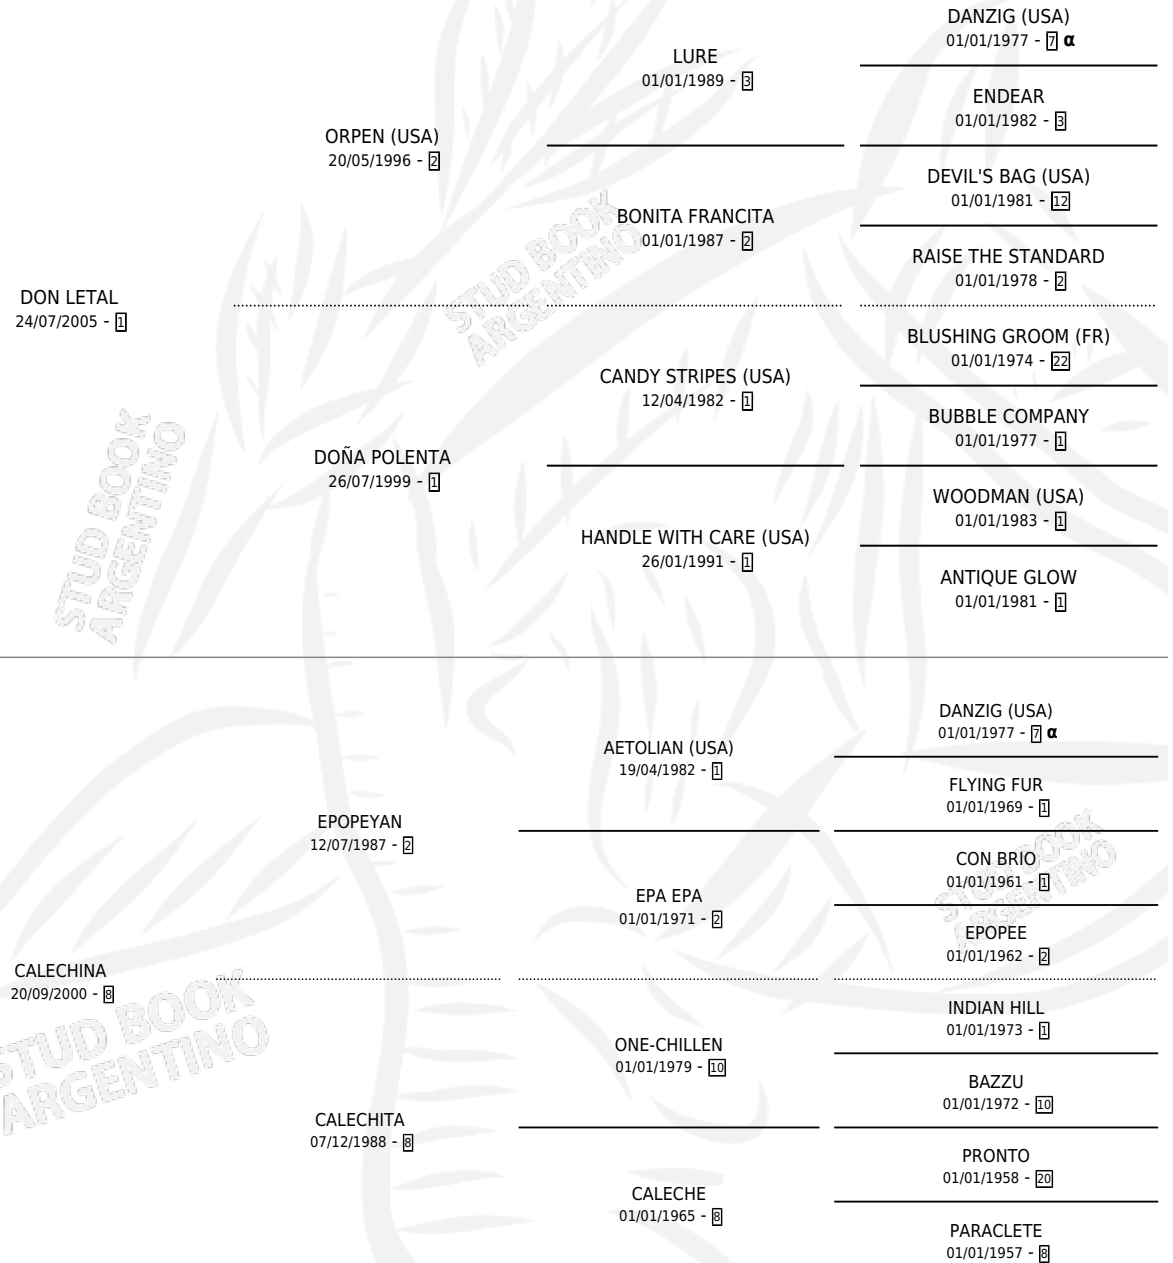 DANZIG (USA)
01/01/1977 - 7 α
LURE
01/01/1989 - 3
ENDEAR
01/01/1982 - 3
ORPEN (USA)
20/05/1996 - 2
DEVIL'S BAG (USA)
01/01/1981 - 12
BONITA FRANCITA
01/01/1987 - 2
RAISE THE STANDARD
01/01/1978 - 2
DON LETAL
24/07/2005 - 1
BLUSHING GROOM (FR)
01/01/1974 - 22
CANDY STRIPES (USA)
12/04/1982 - 1
BUBBLE COMPANY
01/01/1977 - 1
DOÑA POLENTA
26/07/1999 - 1
WOODMAN (USA)
01/01/1983 - 1
HANDLE WITH CARE (USA)
26/01/1991 - 1
ANTIQUE GLOW
01/01/1981 - 1
STUD BOOK
ARGENTINO
STUD BOOK
ARGENTINO
DANZIG (USA)
01/01/1977 - 7 α
AETOLIAN (USA)
19/04/1982 - 1
FLYING FUR
01/01/1969 - 1
EPOPEYAN
12/07/1987 - 2
CON BRIO
01/01/1961 - 1
EPA EPA
01/01/1971 - 2
EPOPEE
01/01/1962 - 2
CALECHINA
20/09/2000 - 8
INDIAN HILL
01/01/1973 - 1
ONE-CHILLEN
01/01/1979 - 10
BAZZU
01/01/1972 - 10
CALECHITA
07/12/1988 - 8
PRONTO
01/01/1958 - 20
CALECHE
01/01/1965 - 8
PARACLETE
01/01/1957 - 8
STUD BOOK
ARGENTINO
STUD BOOK
ARGENTINO